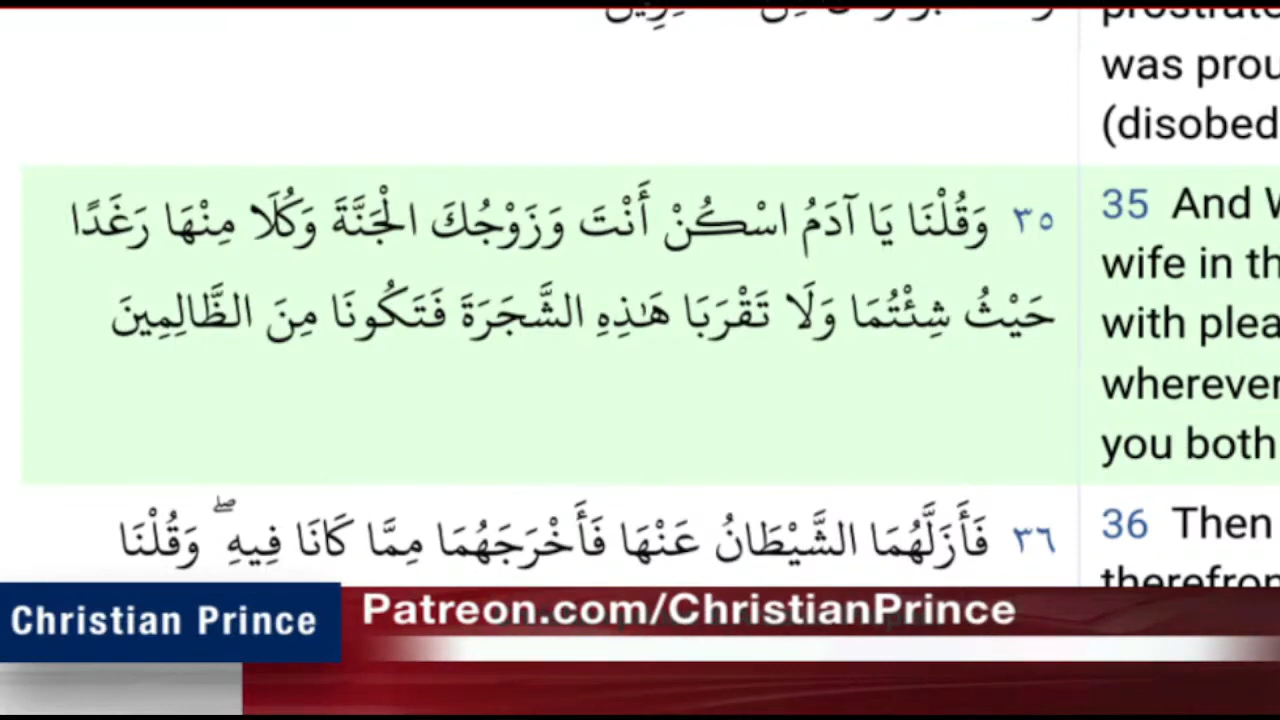 was prou
(disobed
٣٥ وَقُلْنَا يَا آدَمُ اسْكُنْ أَنْتَ وَزَوْجُكَ الْجَنَّةَ وَكُلَا مِنْهَا رَغَدًا
حَيْثُ شِئْتُمَا وَلَا تَقْرَبَا هَٰذِهِ الشَّجَرَةَ فَتَكُونَا مِنَ الظَّالِمِينَ
35 And W
wife in th
with plea
wherever
you both
٣٦ فَأَزَلَّهُمَا الشَّيْطَانُ عَنْهَا فَأَخْرَجَهُمَا مِمَّا كَانَا فِيهِ ۖ وَقُلْنَا
36 Then
therefron
Christian Prince
Patreon.com/ChristianPrince